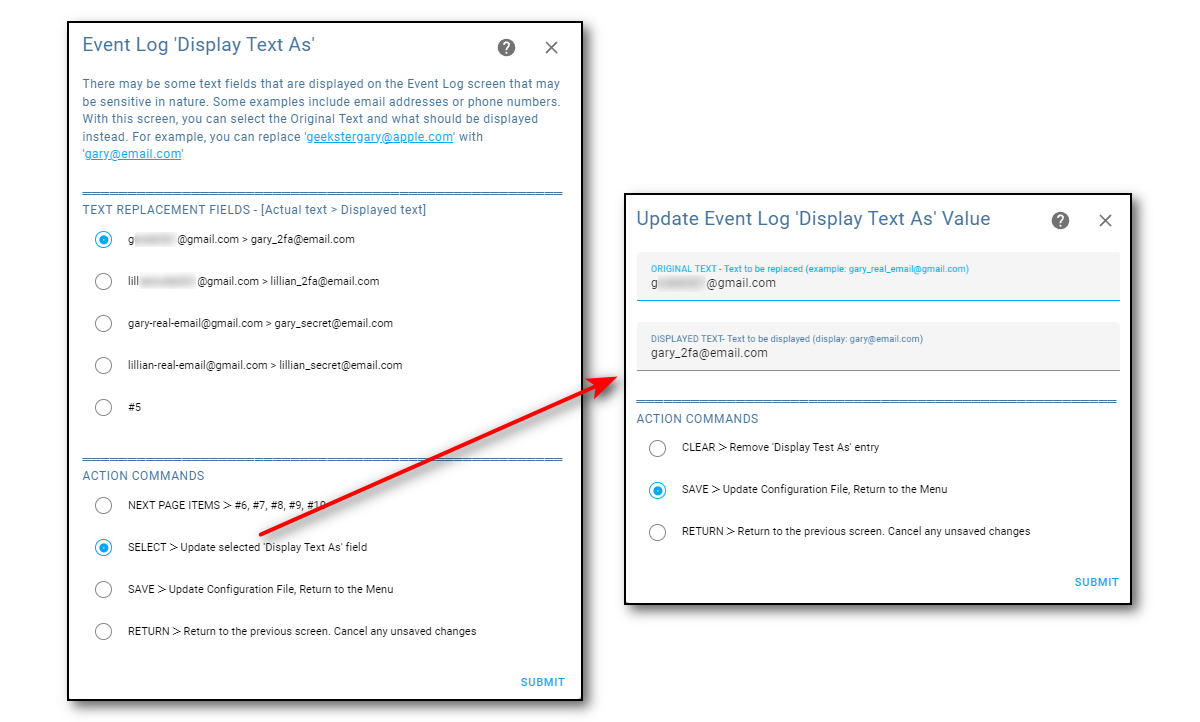 Event Log 'Display Text As'
There may be some text fields that are displayed on the Event Log screen that may
be sensitive in nature. Some examples include email addresses or phone numbers.
With this screen, you can select the Original Text and what should be displayed
instead. For example, you can replace 'geekstergary@apple.com' with
'gary@email.com'
TEXT REPLACEMENT FIELDS - [Actual text > Displayed text]
g @gmail.com > gary_2fa@email.com
lill @gmail.com > lillian_2fa@email.com
gary-real-email@gmail.com > gary_secret@email.com
lillian-real-email@gmail.com > lillian_secret@email.com
#5
ACTION COMMANDS
NEXT PAGE ITEMS > #6, #7, #8, #9, #10
SELECT > Update selected 'Display Text As' field
SAVE > Update Configuration File, Return to the Menu
RETURN > Return to the previous screen. Cancel any unsaved changes
SUBMIT
Update Event Log 'Display Text As' Value
ORIGINAL TEXT - Text to be replaced (example: gary_real_email@gmail.com)
g @gmail.com
DISPLAYED TEXT- Text to be displayed (display: gary@email.com)
gary_2fa@email.com
ACTION COMMANDS
CLEAR > Remove 'Display Test As' entry
SAVE > Update Configuration File, Return to the Menu
RETURN > Return to the previous screen. Cancel any unsaved changes
SUBMIT